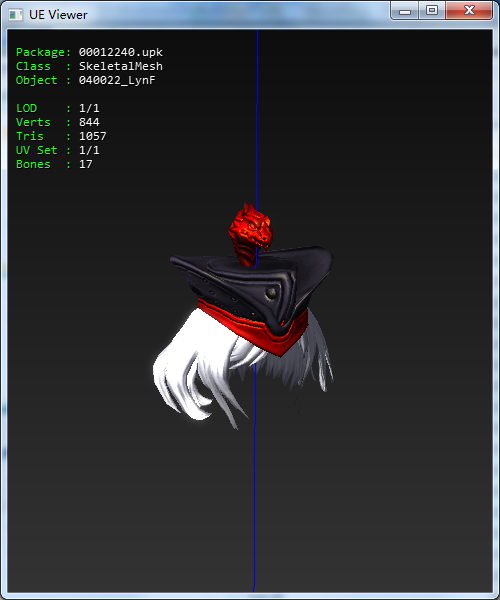 UE Viewer
Package: 00012240.upk
Class : SkeletalMesh
Object : 040022_LynF
LOD : 1/1
Verts : 844
Tris : 1057
UV Set : 1/1
Bones : 17